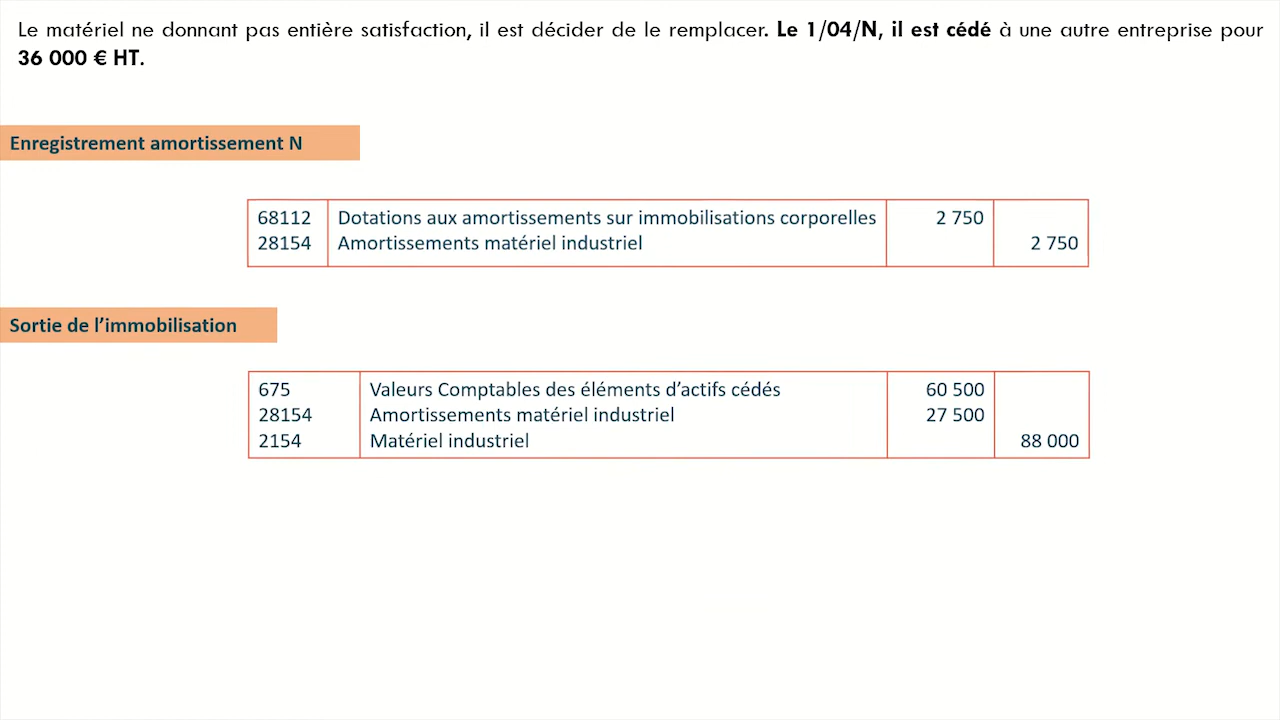 Le matériel ne donnant pas entière satisfaction, il est décider de le remplacer. Le 1/04/N, il est cédé à une autre entreprise pour
36 000 € HT.
Enregistrement amortissement N
68112 Dotations aux amortissements sur immobilisations corporelles 2 750
28154 Amortissements matériel industriel 2 750
Sortie de l’immobilisation
675 Valeurs Comptables des éléments d’actifs cédés 60 500
28154 Amortissements matériel industriel 27 500
2154 Matériel industriel 88 000